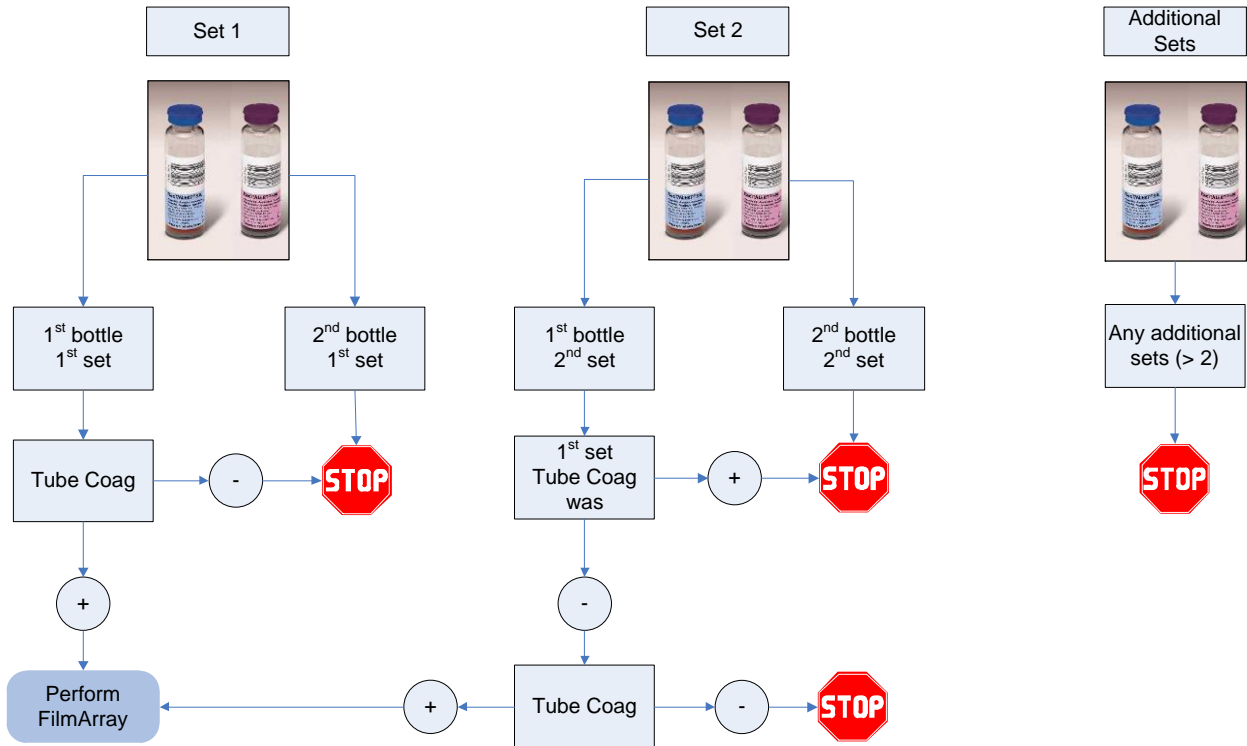 Set 1
Set 2
Additional
Sets
1st bottle
1st set
2nd bottle
1st set
1st bottle
2nd set
2nd bottle
2nd set
Any additional
sets (> 2)
Tube Coag
-
STOP
1st set
Tube Coag
was
+
STOP
STOP
+
-
Perform
FilmArray
+
Tube Coag
-
STOP